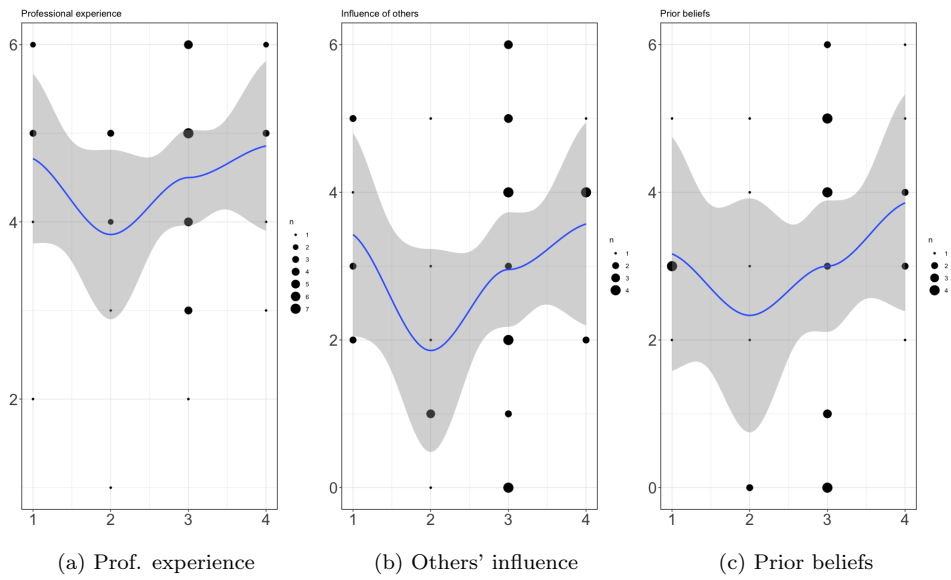 Professional experience
6
4
2
1 2 3 4
n
1
2
3
4
5
6
7
(a) Prof. experience
Influence of others
6
4
2
0
1 2 3 4
n
1
2
3
4
(b) Others' influence
Prior beliefs
6
4
2
0
1 2 3 4
n
1
2
3
4
(c) Prior beliefs